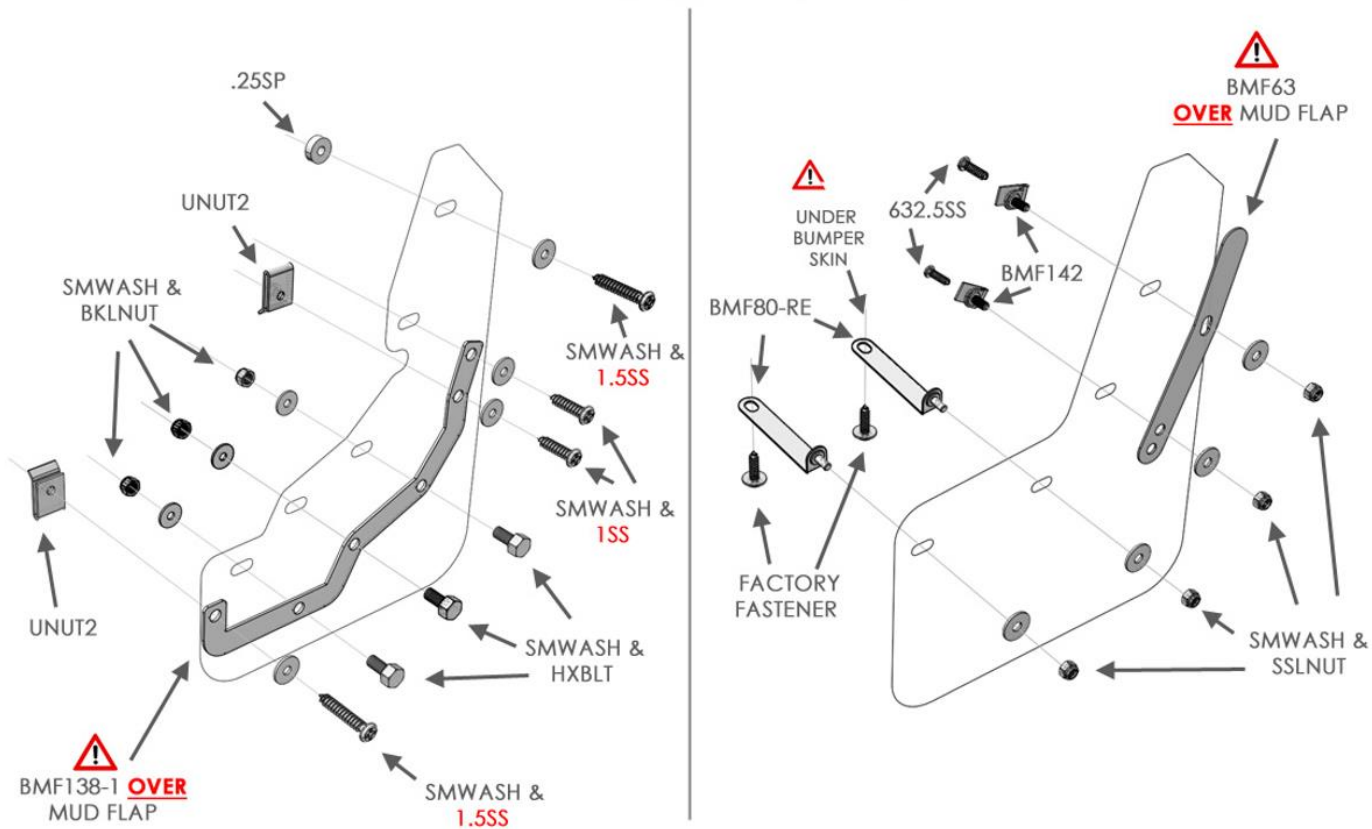 .25SP
UNUT2
SMWASH &
BKLNUT
SMWASH &
1.5SS
SMWASH &
1SS
UNUT2
SMWASH &
HXBLT
BMF138-1 OVER
MUD FLAP
SMWASH &
1.5SS
BMF63
OVER MUD FLAP
632.5SS
UNDER
BUMPER
SKIN
BMF142
BMF80-RE
FACTORY
FASTENER
SMWASH &
SSLNUT